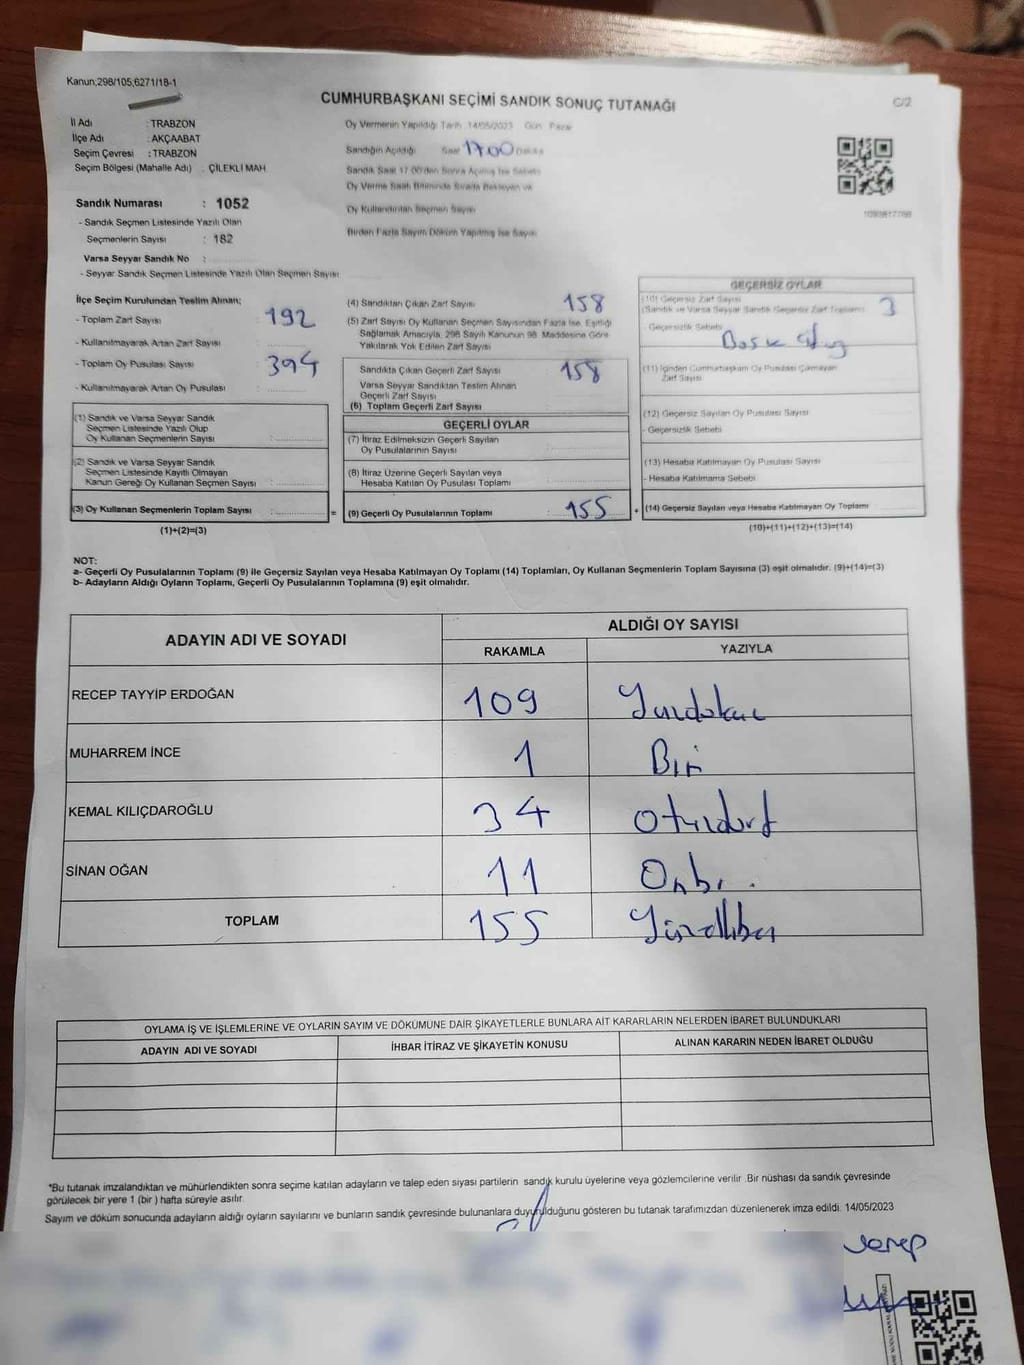 Kanun;298/105,6271/18-1
CUMHURBAŞKANI SEÇİMİ SANDIK SONUÇ TUTANAĞI
C/2
İl Adı : TRABZON
İlçe Adı : AKÇAABAT
Seçim Çevresi : TRABZON
Seçim Bölgesi (Mahalle Adı) : ÇİLEKLİ MAH.
Sandık Numarası : 1052
- Sandık Seçmen Listesinde Yazılı Olan
Seçmenlerin Sayısı : 182
Varsa Seyyar Sandık No :
- Seyyar Sandık Seçmen Listesinde Yazılı Olan Seçmen Sayısı
Oy Vermenin Yapıldığı Tarih 14/05/2023 Gün Pazar
Sandığın Açıldığı Saat 17.00 Dakika
Sandık Saat 17.00'den Sonra Açılmış İse Sebebi
Oy Verme Saati Bitiminde Sırada Bekleyen ve
Oy Kullandırılan Seçmen Sayısı
Birden Fazla Sayım Döküm Yapılmış İse Sayısı
İlçe Seçim Kurulundan Teslim Alınan;
- Toplam Zarf Sayısı : 192
- Kullanılmayarak Artan Zarf Sayısı :
- Toplam Oy Pusulası Sayısı : 394
- Kullanılmayarak Artan Oy Pusulası :
(1) Sandık ve Varsa Seyyar Sandık
Seçmen Listesinde Yazılı Olup
Oy Kullanan Seçmenlerin Sayısı :
(2) Sandık ve Varsa Seyyar Sandık
Seçmen Listesinde Kayıtlı Olmayan
Kanun Gereği Oy Kullanan Seçmen Sayısı :
(3) Oy Kullanan Seçmenlerin Toplam Sayısı :
(1)+(2)=(3)
(4) Sandıktan Çıkan Zarf Sayısı 158
(5) Zarf Sayısı Oy Kullanan Seçmen Sayısından Fazla İse, Eşitliği
Sağlamak Amacıyla, 298 Sayılı Kanunun 98. Maddesine Göre
Yakılarak Yok Edilen Zarf Sayısı
Sandıkta Çıkan Geçerli Zarf Sayısı 158
Varsa Seyyar Sandıktan Teslim Alınan
Geçerli Zarf Sayısı
(6) Toplam Geçerli Zarf Sayısı
GEÇERLİ OYLAR
(7) İtiraz Edilmeksizin Geçerli Sayılan
Oy Pusulalarının Sayısı
(8) İtiraz Üzerine Geçerli Sayılan veya
Hesaba Katılan Oy Pusulası Toplamı
(9) Geçerli Oy Pusulalarının Toplamı 155
GEÇERSİZ OYLAR
(10) Geçersiz Zarf Sayısı 3
(Sandık ve Varsa Seyyar Sandık Geçersiz Zarf Toplamı)
- Geçersizlik Sebebi
(11) İçinden Cumhurbaşkanı Oy Pusulası Çıkmayan
Zarf Sayısı
(12) Geçersiz Sayılan Oy Pusulası Sayısı
- Geçersizlik Sebebi
(13) Hesaba Katılmayan Oy Pusulası Sayısı
- Hesaba Katılmama Sebebi
(14) Geçersiz Sayılan veya Hesaba Katılmayan Oy Toplamı
(10)+(11)+(12)+(13)=(14)
NOT:
a- Geçerli Oy Pusulalarının Toplamı (9) ile Geçersiz Sayılan veya Hesaba Katılmayan Oy Toplamı (14) Toplamları, Oy Kullanan Seçmenlerin Toplam Sayısına (3) eşit olmalıdır. (9)+(14)=(3)
b- Adayların Aldığı Oyların Toplamı, Geçerli Oy Pusulalarının Toplamına (9) eşit olmalıdır.
ADAYIN ADI VE SOYADI
ALDIĞI OY SAYISI
RAKAMLA YAZIYLA
RECEP TAYYİP ERDOĞAN 109
MUHARREM İNCE 1 Bir
KEMAL KILIÇDAROĞLU 34 Otuzdört
SİNAN OĞAN 11 Onbi
TOPLAM 155 Yüzellibeş
OYLAMA İŞ VE İŞLEMLERİNE VE OYLARIN SAYIM VE DÖKÜMÜNE DAİR ŞİKAYETLERLE BUNLARA AİT KARARLARIN NELERDEN İBARET BULUNDUKLARI
ADAYIN ADI VE SOYADI İHBAR İTİRAZ VE ŞİKAYETİN KONUSU ALINAN KARARIN NEDEN İBARET OLDUĞU
*Bu tutanak imzalandıktan ve mühürlendikten sonra seçime katılan adayların ve talep eden siyasi partilerin sandık kurulu üyelerine veya gözlemcilerine verilir .Bir nüshası da sandık çevresinde
görülecek bir yere 1 (bir ) hafta süreyle asılır.
Sayım ve döküm sonucunda adayların aldığı oyların sayılarını ve bunların sandık çevresinde bulunanlara duyurulduğunu gösteren bu tutanak tarafımızdan düzenlenerek imza edildi. 14/05/2023